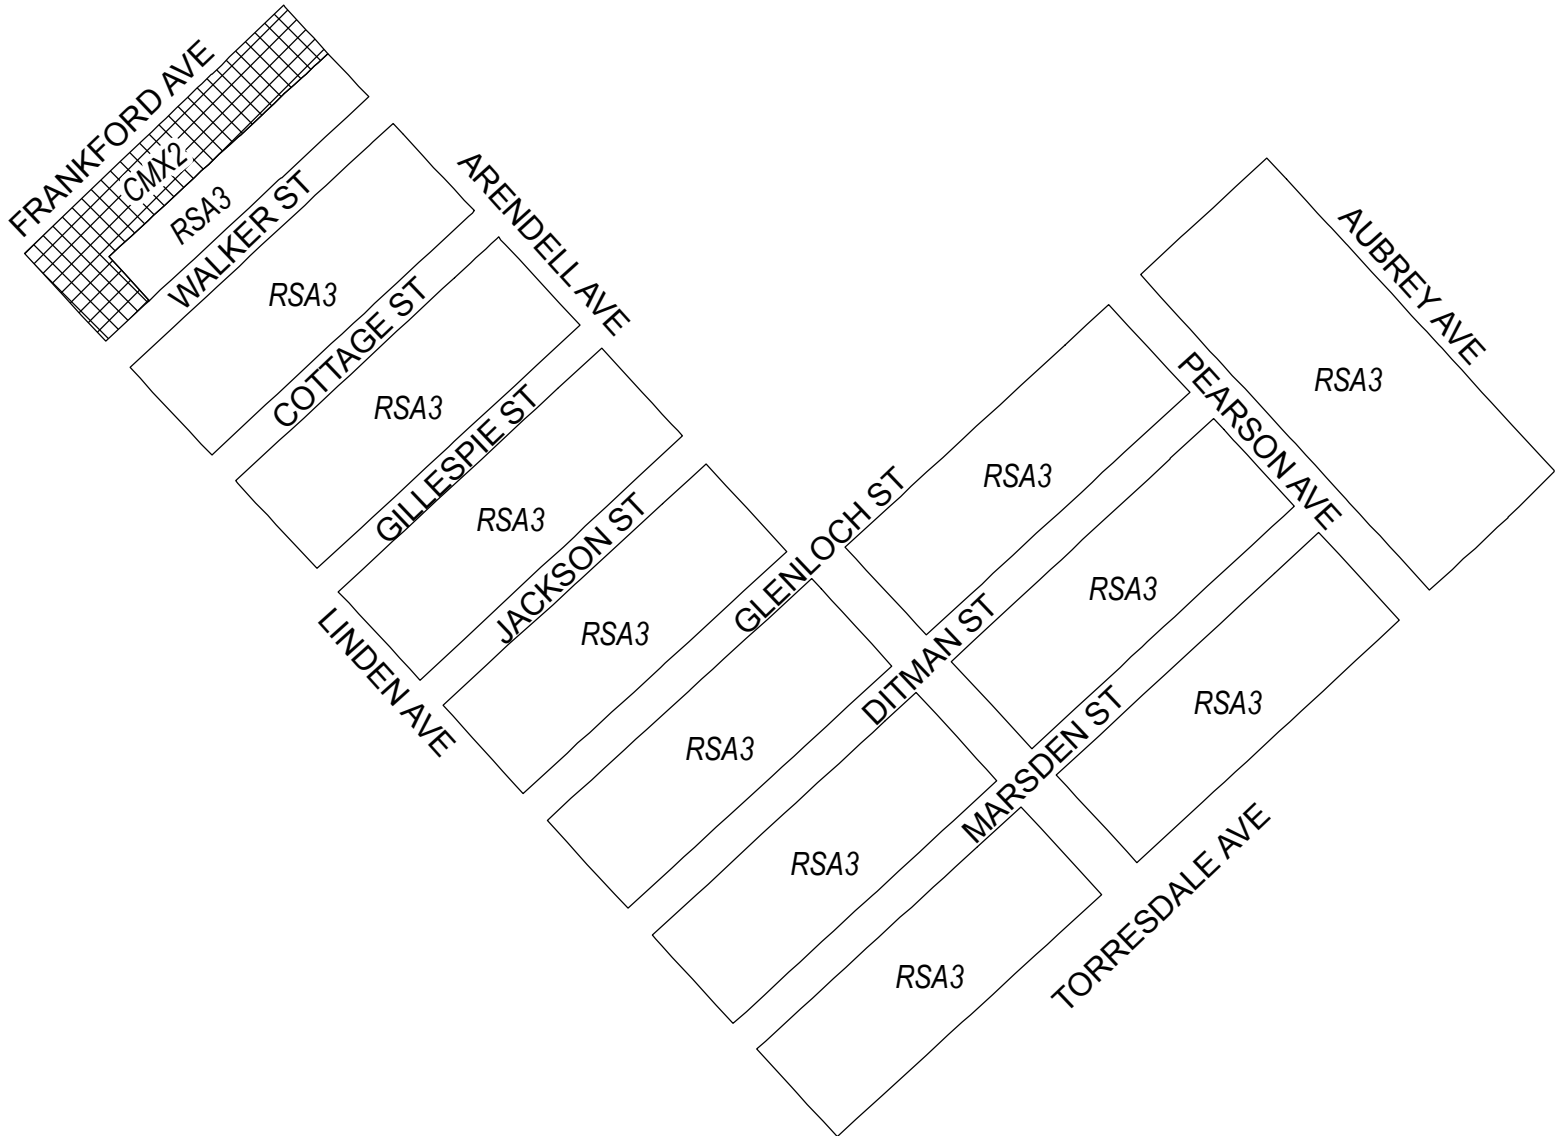 FRANKFORD AVE
CMX2
RSA3
WALKER ST
ARENDELL AVE
RSA3
COTTAGE ST
AUBREY AVE
RSA3
RSA3
GILLESPIE ST
PEARSON AVE
RSA3
RSA3
JACKSON ST
GLENLOCH ST
LINDEN AVE
RSA3
RSA3
DITMAN ST
RSA3
RSA3
MARSDEN ST
RSA3
TORRESDALE AVE
RSA3